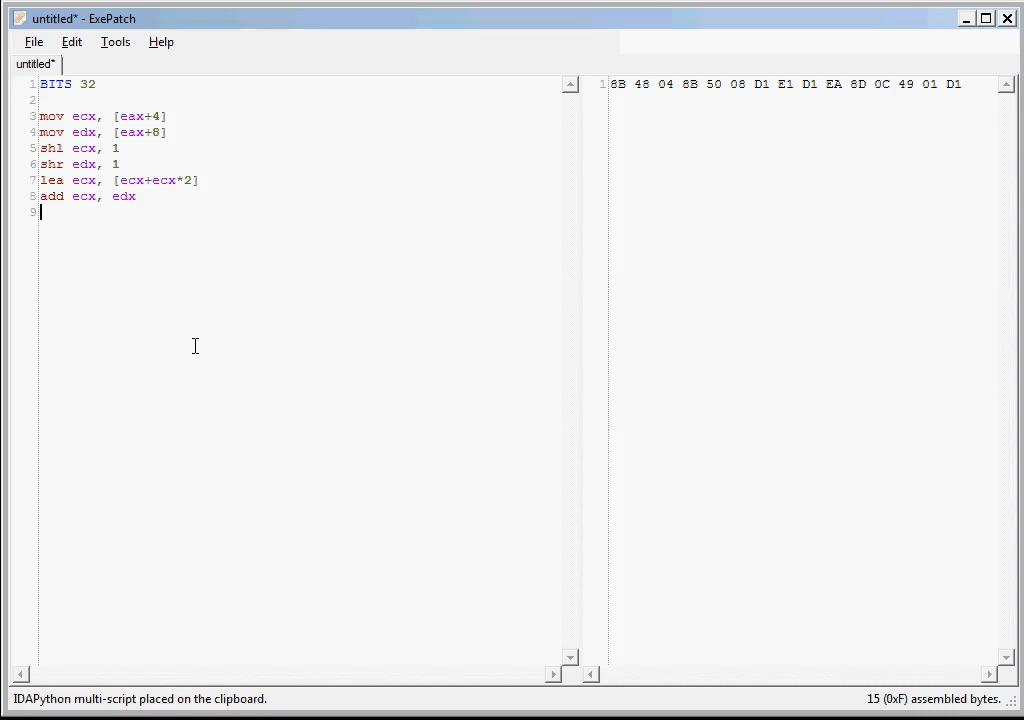 untitled* - ExePatch
File Edit Tools Help
untitled*
1 BITS 32
2
3 mov ecx, [eax+4]
4 mov edx, [eax+8]
5 shl ecx, 1
6 shr edx, 1
7 lea ecx, [ecx+ecx*2]
8 add ecx, edx
9
1 8B 48 04 8B 50 08 D1 E1 D1 EA 8D 0C 49 01 D1
IDAPython multi-script placed on the clipboard.
15 (0xF) assembled bytes.